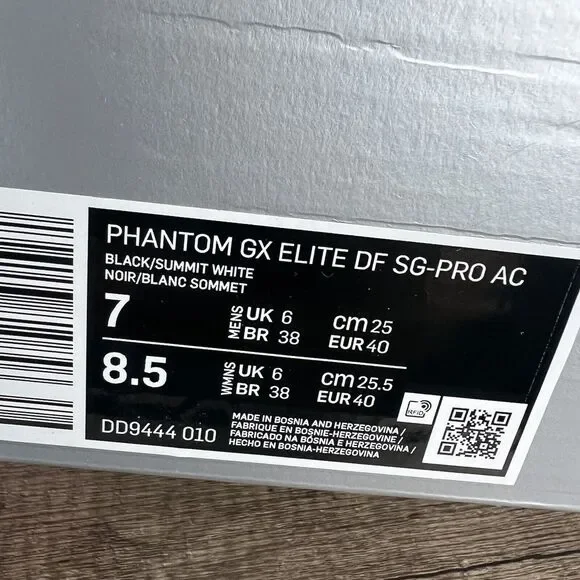 PHANTOM GX ELITE DF SG-PRO AC
BLACK/SUMMIT WHITE
NOIR/BLANC SOMMET
7 MENS UK 6 cm 25
BR 38 EUR 40
8.5 WMNS UK 6 cm 25.5
BR 38 EUR 40
RFID
DD9444 010
MADE IN BOSNIA AND HERZEGOVINA/
FABRIQUE EN BOSNIE-HERZEGOVINE/
FABRICADO NA BÓSNIA E HERZEGOVINA/
HECHO EN BOSNIA-HERZEGOVINA